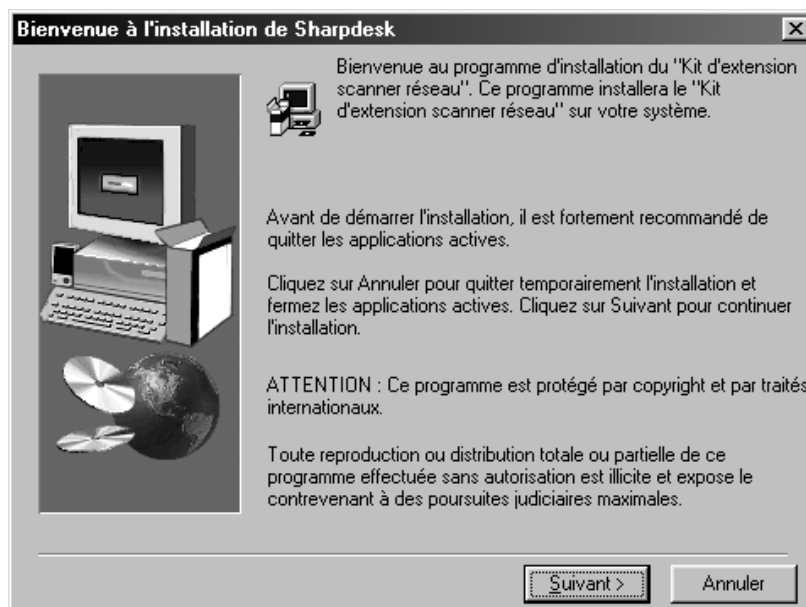 Bienvenue à l'installation de Sharpdesk
Bienvenue au programme d'installation du "Kit d'extension
scanner réseau". Ce programme installera le "Kit
d'extension scanner réseau" sur votre système.
Avant de démarrer l'installation, il est fortement recommandé de
quitter les applications actives.
Cliquez sur Annuler pour quitter temporairement l'installation et
fermez les applications actives. Cliquez sur Suivant pour continuer
l'installation.
ATTENTION : Ce programme est protégé par copyright et par traités
internationaux.
Toute reproduction ou distribution totale ou partielle de ce
programme effectuée sans autorisation est illicite et expose le
contrevenant à des poursuites judiciaires maximales.
Suivant >
Annuler